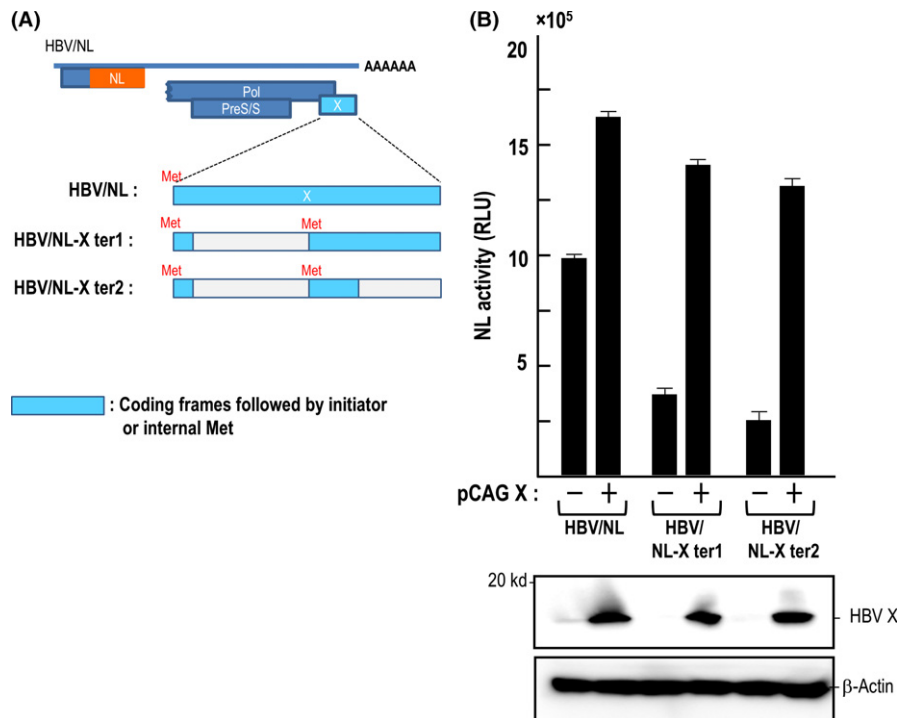 (A)
HBV/NL
AAAAAA
NL
Pol
PreS/S
X
Met
HBV/NL :
X
Met
Met
HBV/NL-X ter1 :
Met
Met
HBV/NL-X ter2 :
: Coding frames followed by initiator
or internal Met
(B)
×10⁵
20
15
10
5
NL activity (RLU)
pCAG X : − + − + − +
HBV/NL HBV/ HBV/
NL-X ter1 NL-X ter2
20 kd
HBV X
β-Actin